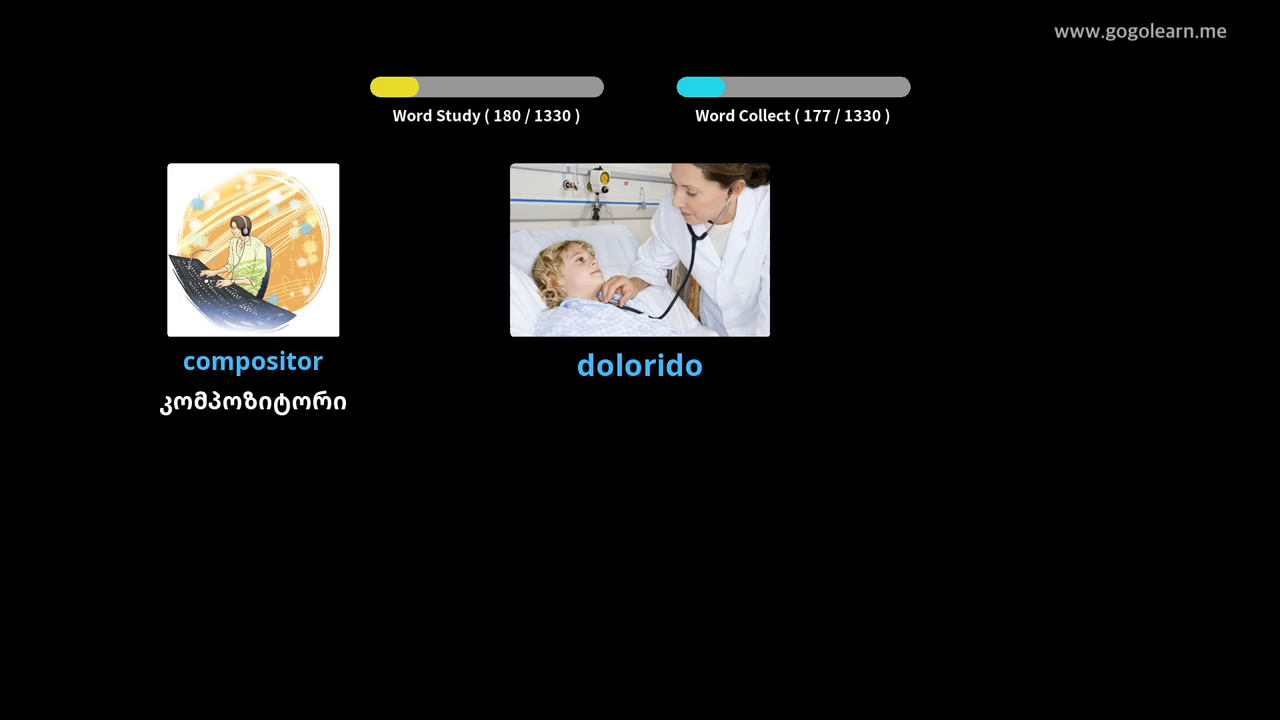 www.gogolearn.me
Word Study ( 180 / 1330 )
Word Collect ( 177 / 1330 )
compositor
კომპოზიტორი
dolorido